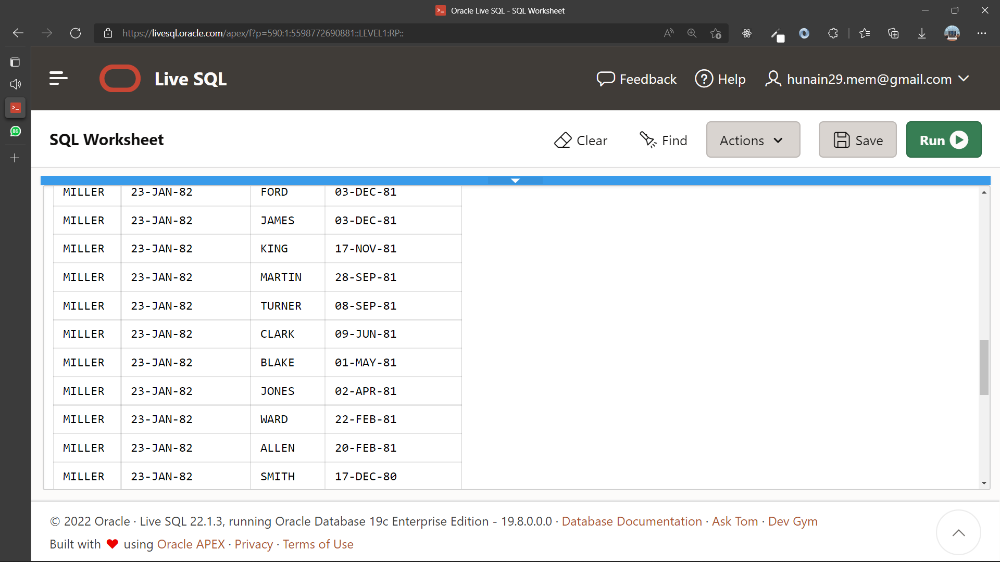 Oracle Live SQL - SQL Worksheet
https://livesql.oracle.com/apex/f?p=590:1:5598772690881::LEVEL1:RP::
Live SQL
Feedback
Help
hunain29.mem@gmail.com
86
SQL Worksheet
Clear
Find
Actions
Save
Run
MILLER 23-JAN-82 FORD 03-DEC-81
MILLER 23-JAN-82 JAMES 03-DEC-81
MILLER 23-JAN-82 KING 17-NOV-81
MILLER 23-JAN-82 MARTIN 28-SEP-81
MILLER 23-JAN-82 TURNER 08-SEP-81
MILLER 23-JAN-82 CLARK 09-JUN-81
MILLER 23-JAN-82 BLAKE 01-MAY-81
MILLER 23-JAN-82 JONES 02-APR-81
MILLER 23-JAN-82 WARD 22-FEB-81
MILLER 23-JAN-82 ALLEN 20-FEB-81
MILLER 23-JAN-82 SMITH 17-DEC-80
© 2022 Oracle · Live SQL 22.1.3, running Oracle Database 19c Enterprise Edition - 19.8.0.0.0 · Database Documentation · Ask Tom · Dev Gym
Built with ❤ using Oracle APEX · Privacy · Terms of Use